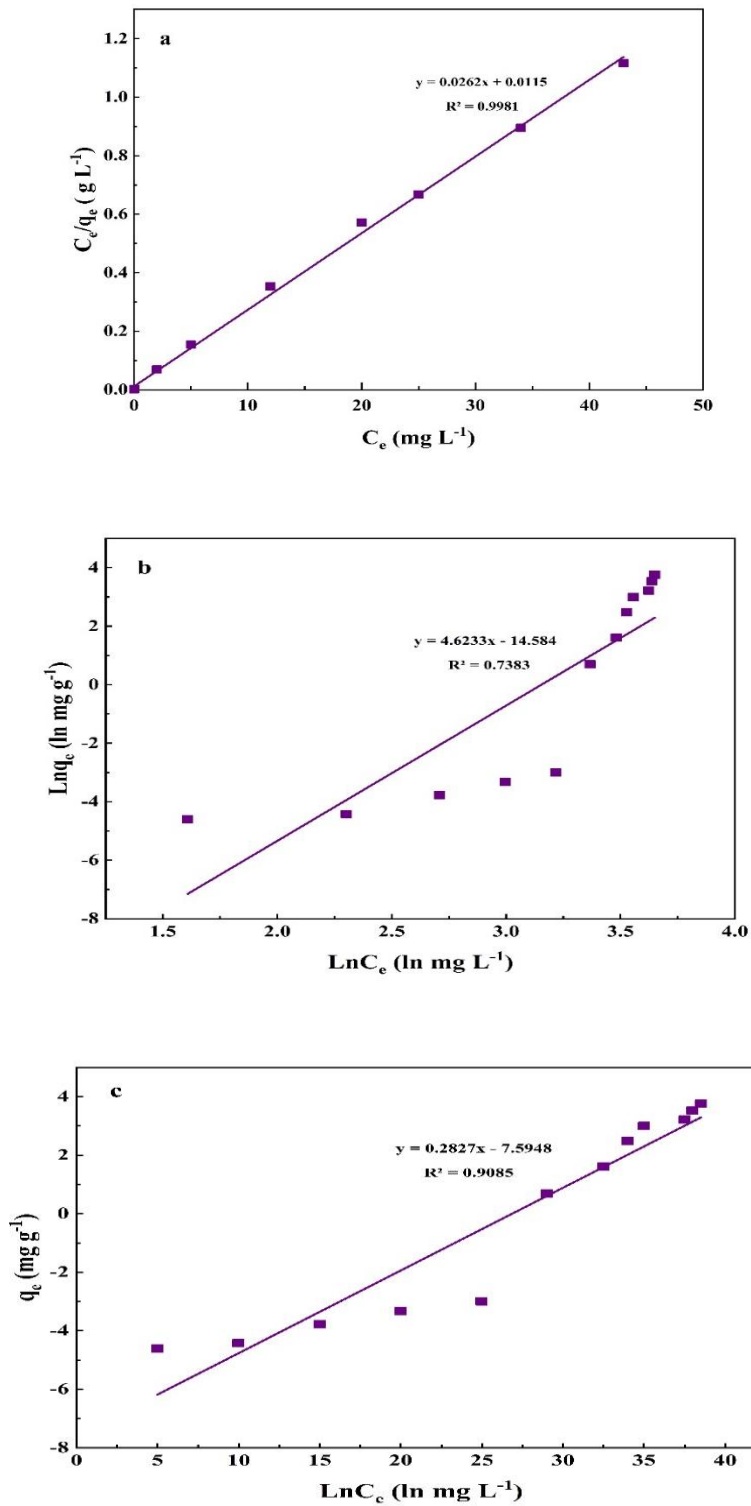 a
1.2
1.0
0.8
0.6
0.4
0.2
0.0
y = 0.0262x + 0.0115
R² = 0.9981
Cₑ/qₑ ( g L⁻¹)
0 10 20 30 40 50
Cₑ (mg L⁻¹)
b
4
2
0
-2
-4
-6
-8
y = 4.6233x - 14.584
R² = 0.7383
Lnqₑ (ln mg g⁻¹)
1.5 2.0 2.5 3.0 3.5 4.0
LnCₑ (ln mg L⁻¹)
c
4
2
0
-2
-4
-6
-8
y = 0.2827x - 7.5948
R² = 0.9085
qₑ (mg g⁻¹)
0 5 10 15 20 25 30 35 40
LnCₑ (ln mg L⁻¹)